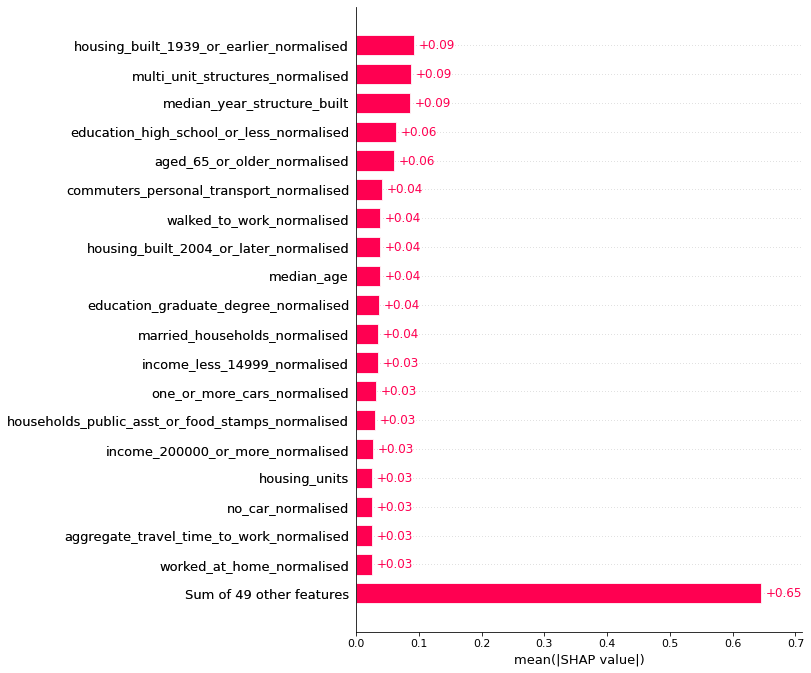 housing_built_1939_or_earlier_normalised +0.09
multi_unit_structures_normalised +0.09
median_year_structure_built +0.09
education_high_school_or_less_normalised +0.06
aged_65_or_older_normalised +0.06
commuters_personal_transport_normalised +0.04
walked_to_work_normalised +0.04
housing_built_2004_or_later_normalised +0.04
median_age +0.04
education_graduate_degree_normalised +0.04
married_households_normalised +0.04
income_less_14999_normalised +0.03
one_or_more_cars_normalised +0.03
households_public_asst_or_food_stamps_normalised +0.03
income_200000_or_more_normalised +0.03
housing_units +0.03
no_car_normalised +0.03
aggregate_travel_time_to_work_normalised +0.03
worked_at_home_normalised +0.03
Sum of 49 other features +0.65
0.0 0.1 0.2 0.3 0.4 0.5 0.6 0.7
mean(|SHAP value|)